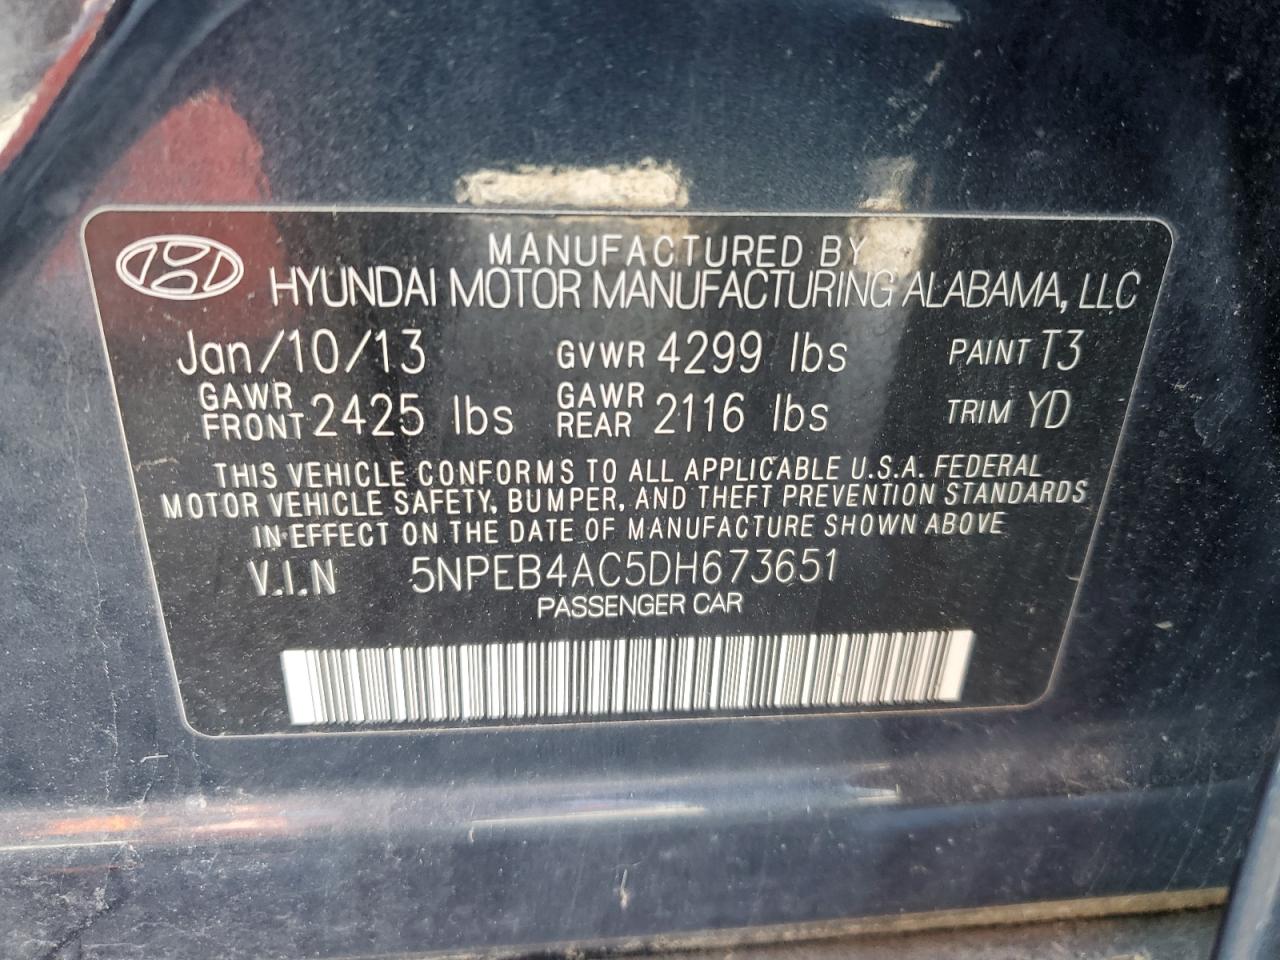 MANUFACTURED BY
HYUNDAI MOTOR MANUFACTURING ALABAMA, LLC
Jan/10/13 GVWR 4299 lbs PAINT T3
GAWR FRONT 2425 lbs GAWR REAR 2116 lbs TRIM YD
THIS VEHICLE CONFORMS TO ALL APPLICABLE U.S.A. FEDERAL
MOTOR VEHICLE SAFETY, BUMPER, AND THEFT PREVENTION STANDARDS
IN EFFECT ON THE DATE OF MANUFACTURE SHOWN ABOVE
V.I.N 5NPEB4AC5DH673651
PASSENGER CAR